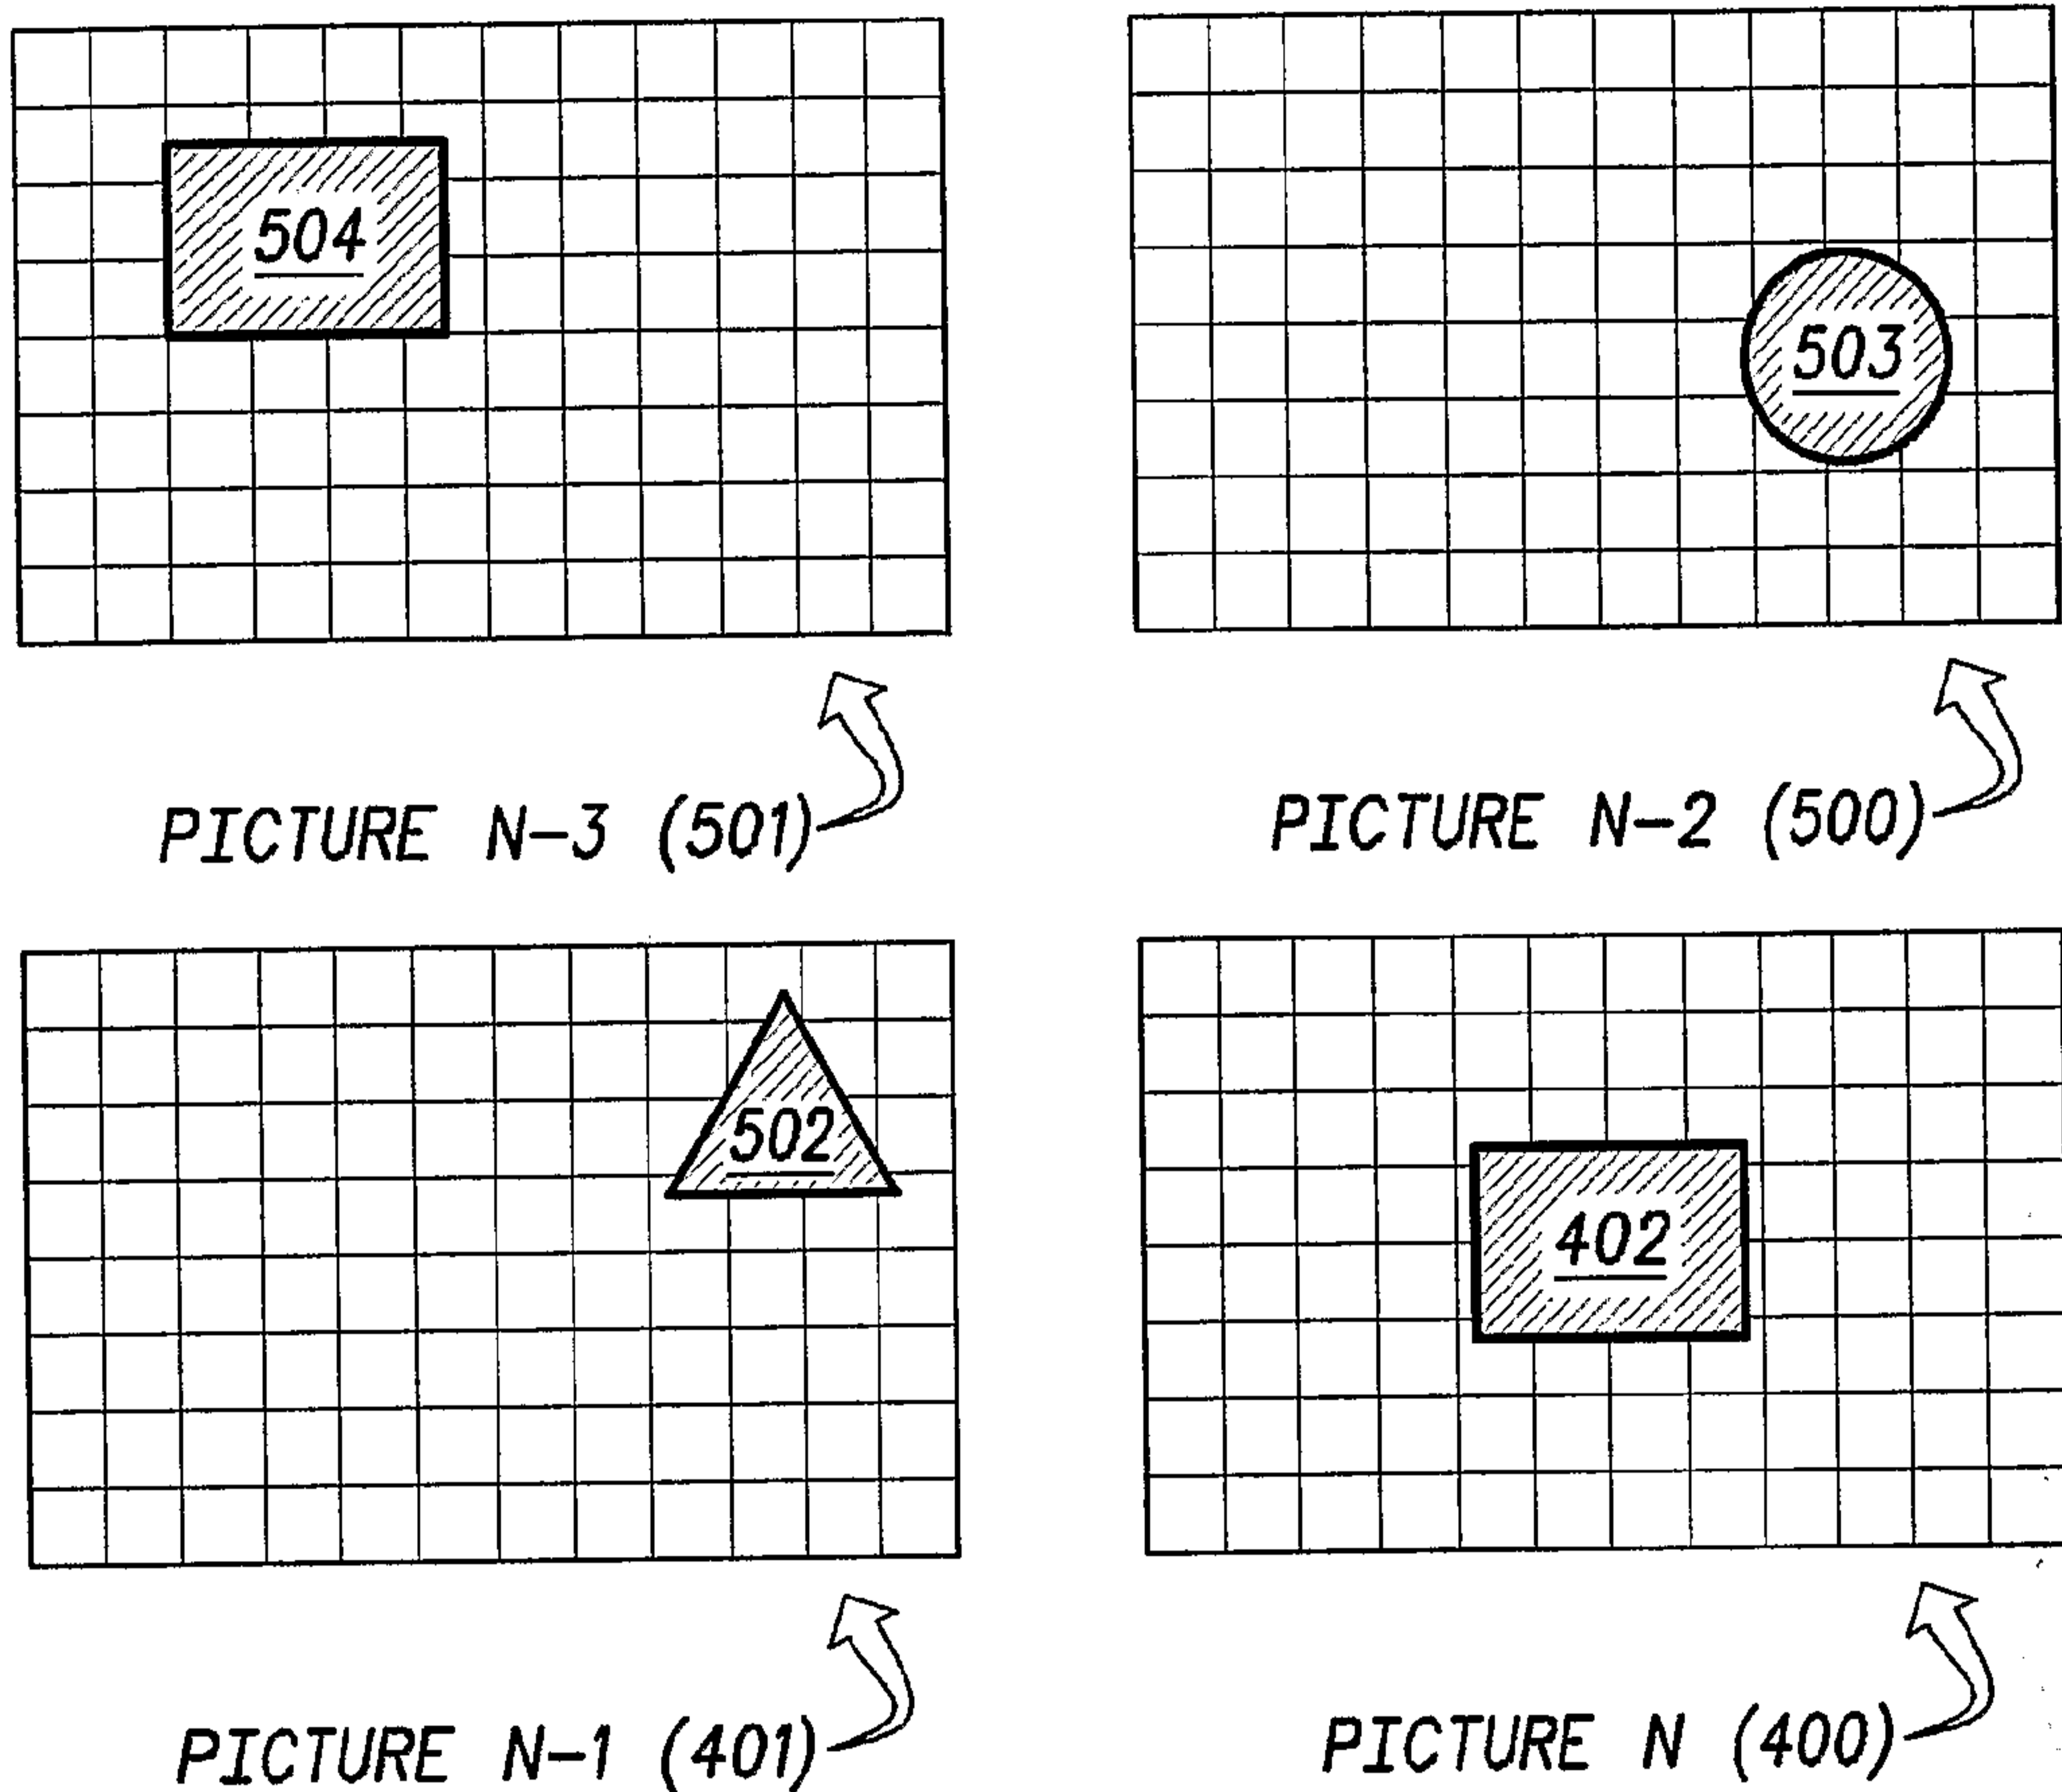 504
503
PICTURE N-3 (501)
PICTURE N-2 (500)
502
402
PICTURE N-1 (401)
PICTURE N (400)